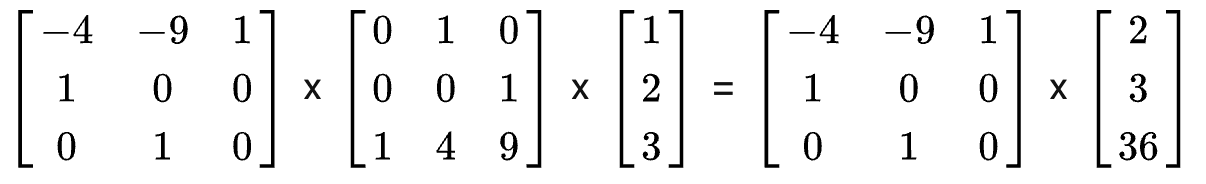 −4 −9 1 0 1 0 1 −4 −9 1 2
1 0 0 x 0 0 1 x 2 = 1 0 0 x 3
0 1 0 1 4 9 3 0 1 0 36